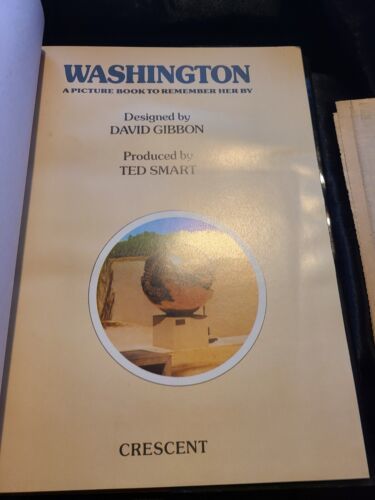 WASHINGTON
A PICTURE BOOK TO REMEMBER HER BY
Designed by
DAVID GIBBON
Produced by
TED SMART
CRESCENT